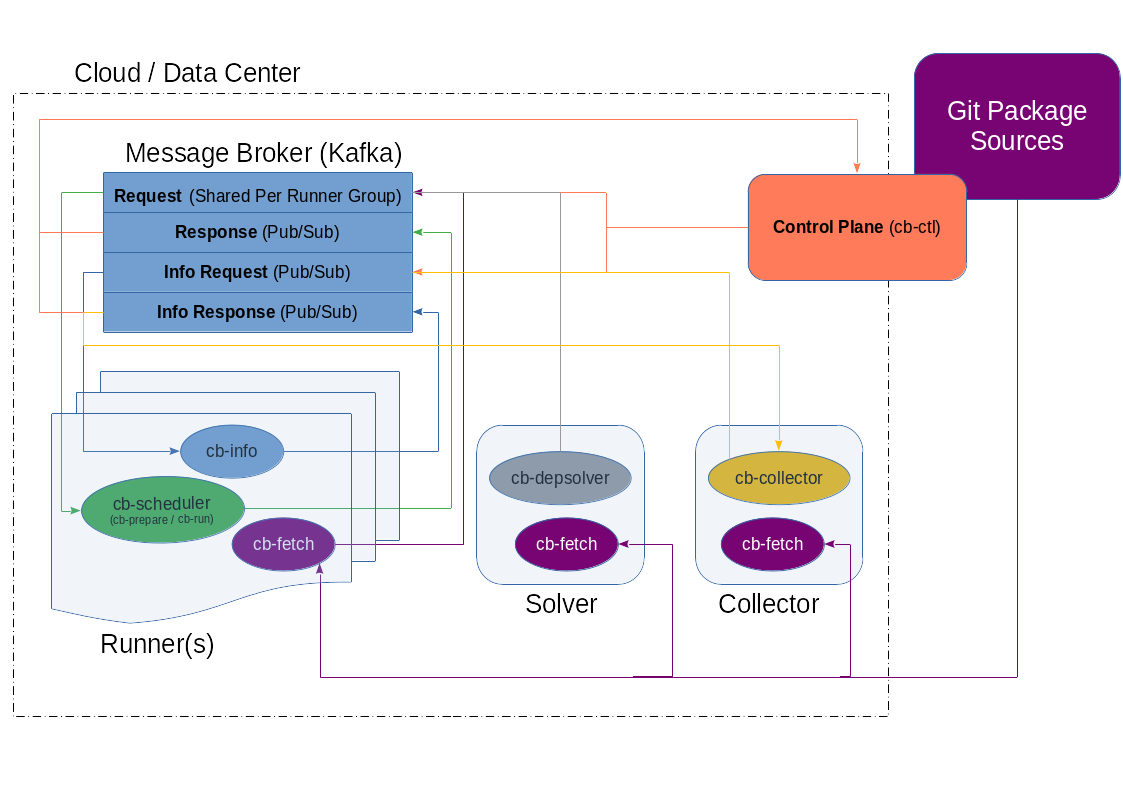 Cloud / Data Center
Git Package
Sources
Message Broker (Kafka)
Request (Shared Per Runner Group)
Response (Pub/Sub)
Info Request (Pub/Sub)
Info Response (Pub/Sub)
Control Plane (cb-ctl)
cb-info
cb-scheduler
(cb-prepare / cb-run)
cb-fetch
Runner(s)
cb-depsolver
cb-fetch
Solver
cb-collector
cb-fetch
Collector